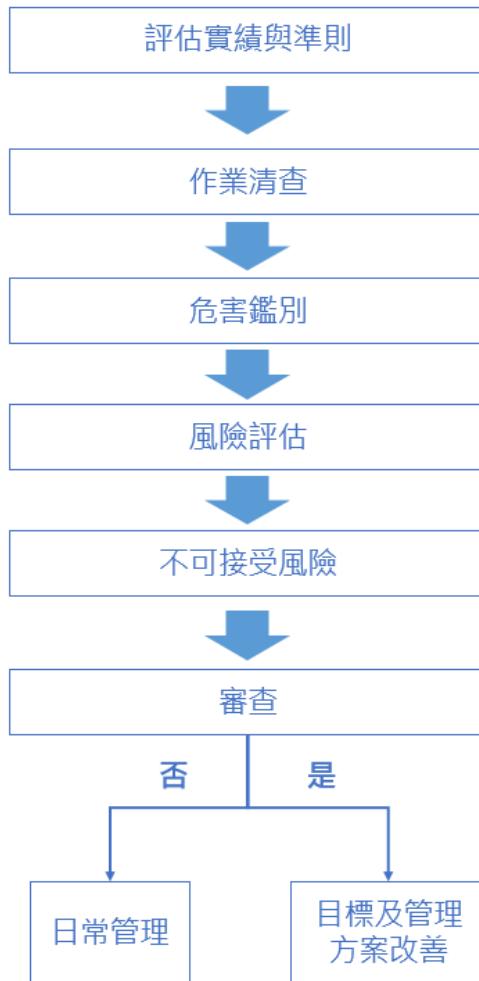 評估實績與準則
作業清查
危害鑑別
風險評估
不可接受風險
審查
否
是
日常管理
目標及管理
方案改善